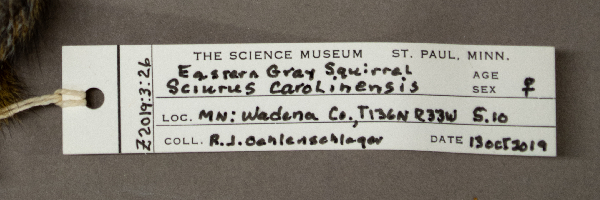 Z2019:3:26
THE SCIENCE MUSEUM ST. PAUL, MINN.
Eastern Gray Squirrel AGE
Sciurus Carolinensis SEX f
LOC. MN: Wadena Co., T136N R33W S.10
COLL. R.J. Oehlenschlager DATE 13 OCT 2019